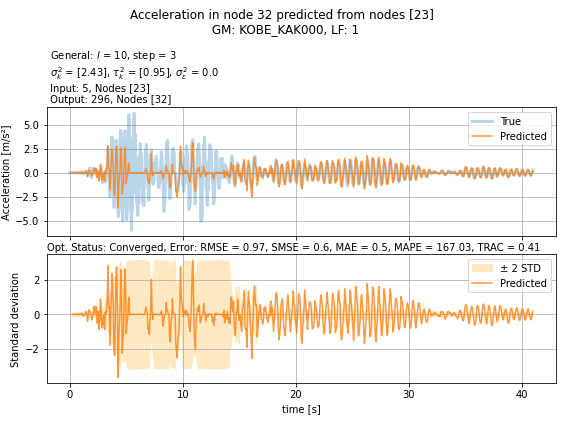 Acceleration in node 32 predicted from nodes [23]
GM: KOBE_KAK000, LF: 1
General: l = 10, step = 3
σ²ₖ = [2.43], τ²ₖ = [0.95], σ²ε = 0.0
Input: 5, Nodes [23]
Output: 296, Nodes [32]
Acceleration [m/s²]
5.0
2.5
0.0
−2.5
−5.0
True
Predicted
Opt. Status: Converged, Error: RMSE = 0.97, SMSE = 0.6, MAE = 0.5, MAPE = 167.03, TRAC = 0.41
Standard deviation
2
0
−2
± 2 STD
Predicted
0 10 20 30 40
time [s]